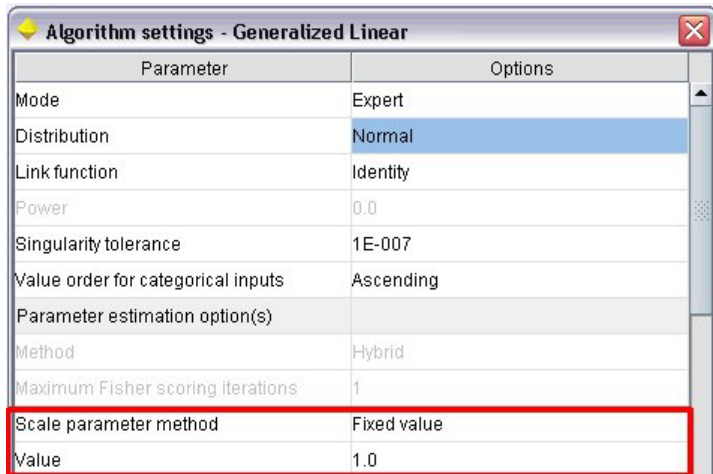 Algorithm settings - Generalized Linear
Parameter Options
Mode Expert
Distribution Normal
Link function Identity
Power 0.0
Singularity tolerance 1E-007
Value order for categorical inputs Ascending
Parameter estimation option(s)
Method Hybrid
Maximum Fisher scoring iterations 1
Scale parameter method Fixed value
Value 1.0